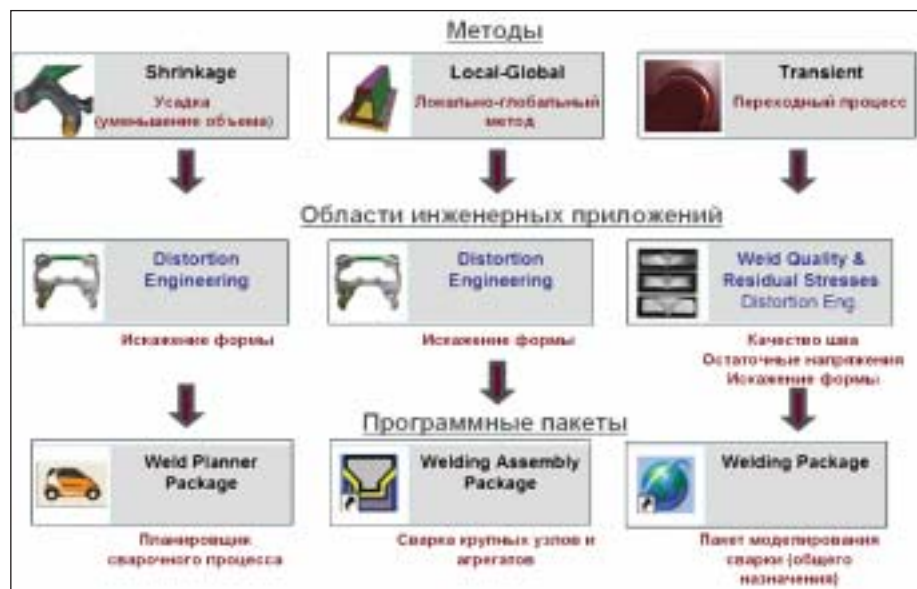 Методы
Shrinkage
Усадка
(уменьшение объема)
Local-Global
Локально-глобальный
метод
Transient
Переходный процесс
Области инженерных приложений
Distortion
Engineering
Искажение формы
Distortion
Engineering
Искажение формы
Weld Quality &
Residual Stresses
Distortion Eng.
Качество шва
Остаточные напряжения
Искажение формы
Программные пакеты
Weld Planner
Package
Планировщик
сварочного процесса
Welding Assembly
Package
Сварка крупных узлов и
агрегатов
Welding Package
Пакет моделирования
сварки (общего
назначения)